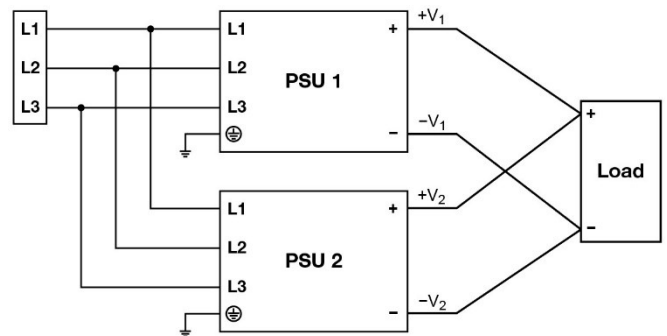 L1
L2
L3
L1
L2
L3
PSU 1
+
−
+V₁
−V₁
L1
L2
L3
PSU 2
+
−
+V₂
−V₂
+
−
Load